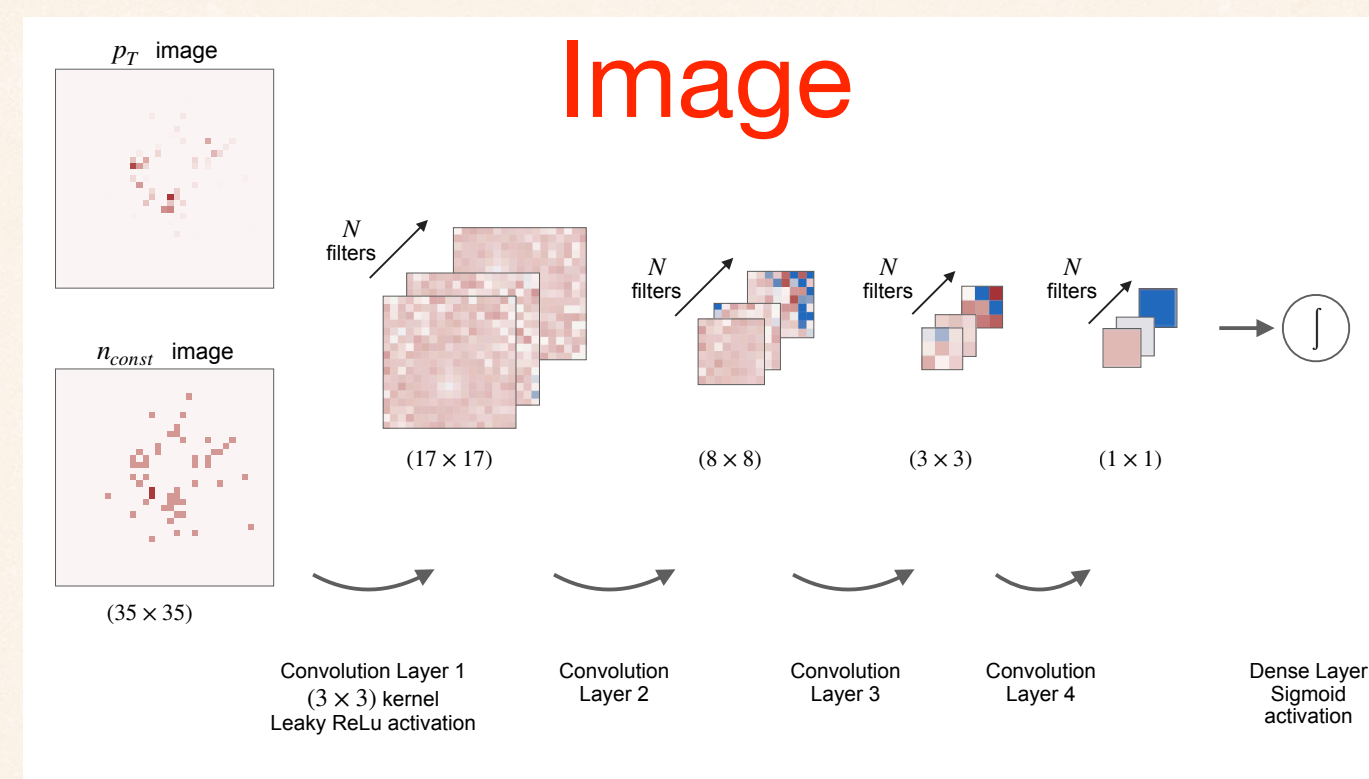 Image
p_T image
n_const image
(35 × 35)
N
filters
(17 × 17)
N
filters
(8 × 8)
N
filters
(3 × 3)
N
filters
(1 × 1)
∫
Convolution Layer 1
(3 × 3) kernel
Leaky ReLu activation
Convolution
Layer 2
Convolution
Layer 3
Convolution
Layer 4
Dense Layer
Sigmoid
activation